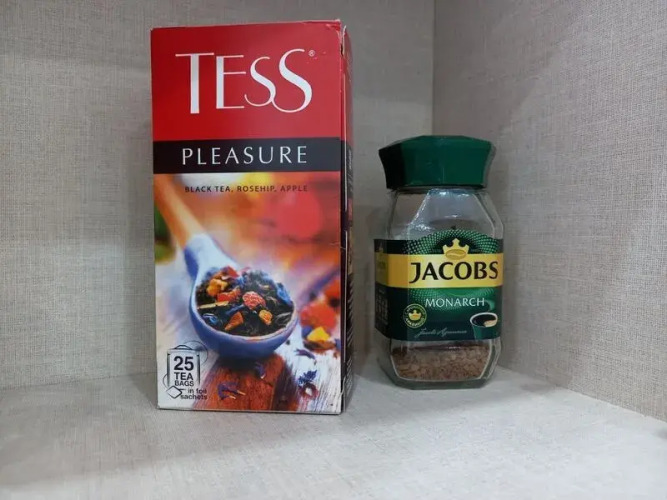 TESS®
PLEASURE
BLACK TEA, ROSEHIP, APPLE
25
TEA
BAGS
in foil
sachets
JACOBS
MONARCH